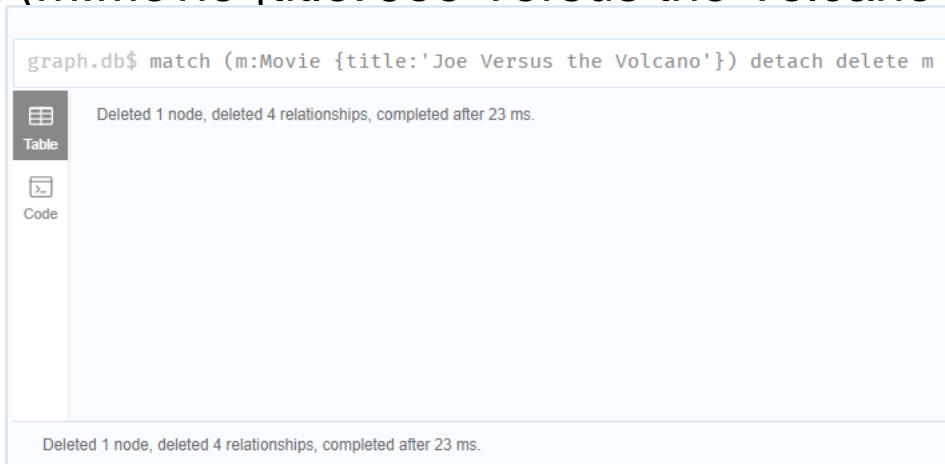 graph.db$ match (m:Movie {title:'Joe Versus the Volcano'}) detach delete m
Deleted 1 node, deleted 4 relationships, completed after 23 ms.
Table
Code
Deleted 1 node, deleted 4 relationships, completed after 23 ms.